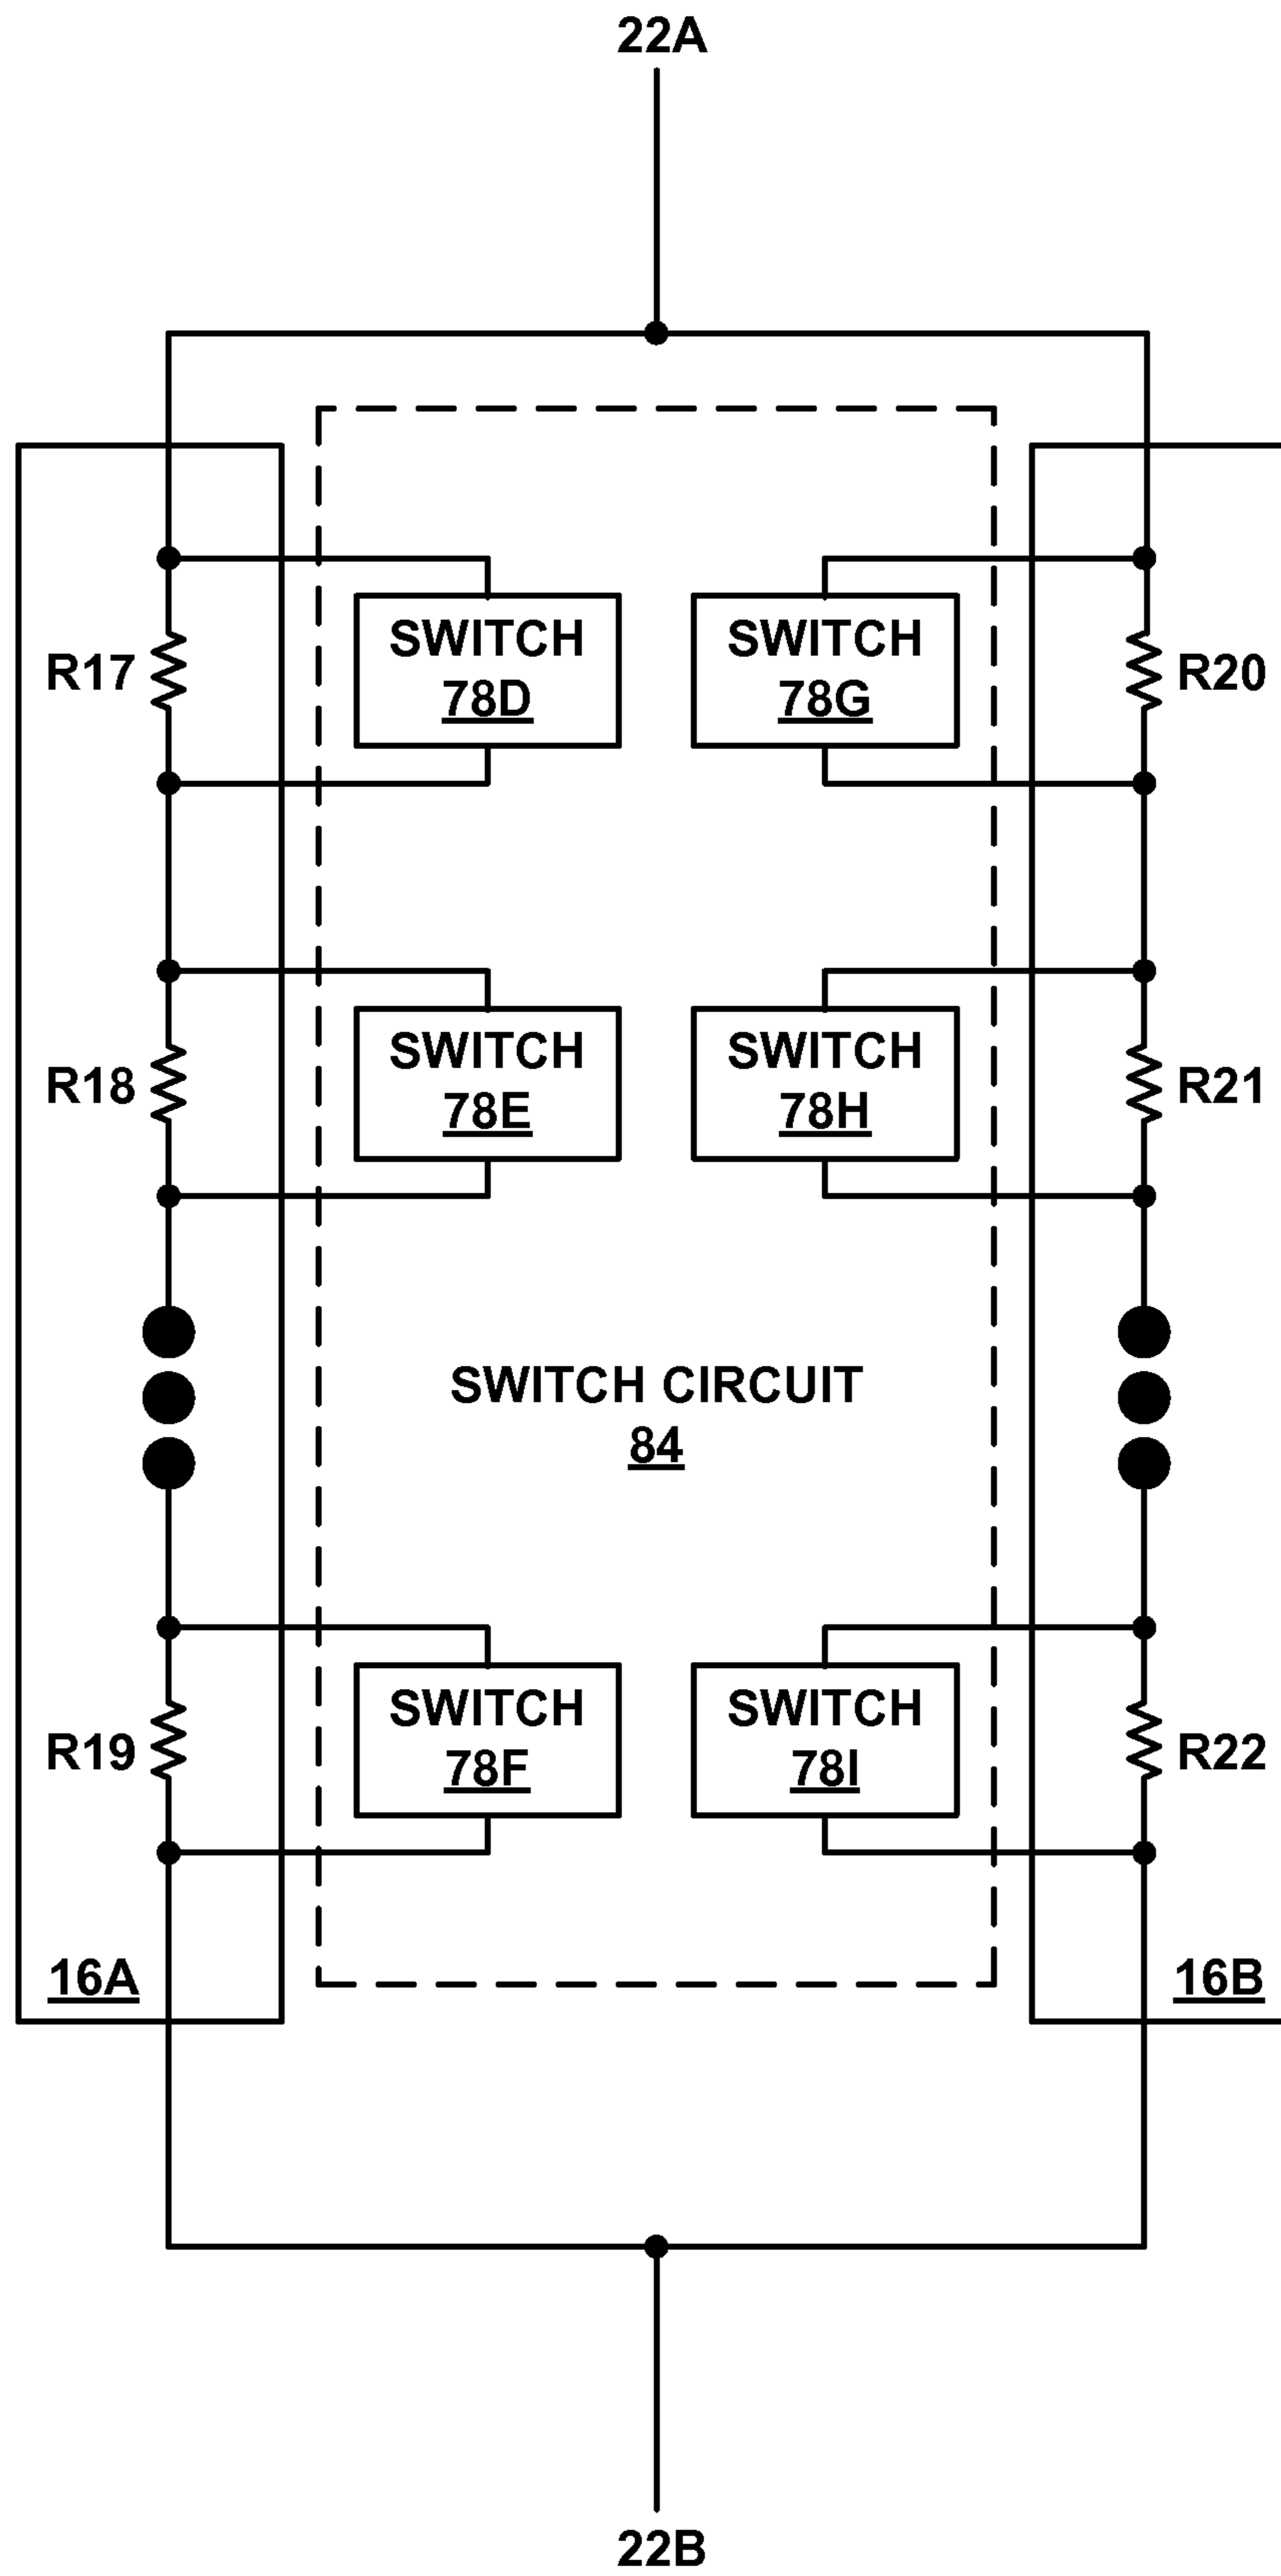 22A
R17
SWITCH
78D
SWITCH
78G
R20
R18
SWITCH
78E
SWITCH
78H
R21
SWITCH CIRCUIT
84
R19
SWITCH
78F
SWITCH
78I
R22
16A
16B
22B